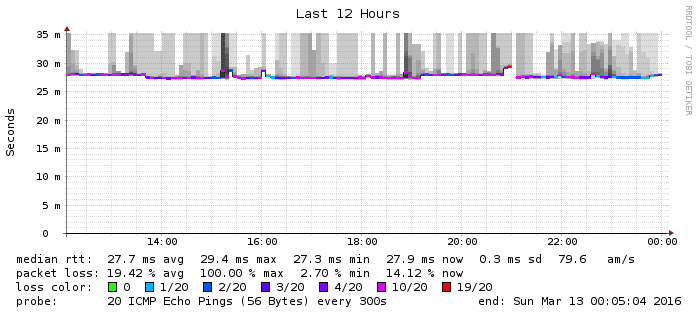 Last 12 Hours
RRDTOOL / TOBI OETIKER
Seconds
35 m
30 m
25 m
20 m
15 m
10 m
5 m
0
14:00 16:00 18:00 20:00 22:00 00:00
median rtt: 27.7 ms avg 29.4 ms max 27.3 ms min 27.9 ms now 0.3 ms sd 79.6 am/s
packet loss: 19.42 % avg 100.00 % max 2.70 % min 14.12 % now
loss color: 0 1/20 2/20 3/20 4/20 10/20 19/20
probe: 20 ICMP Echo Pings (56 Bytes) every 300s end: Sun Mar 13 00:05:04 2016